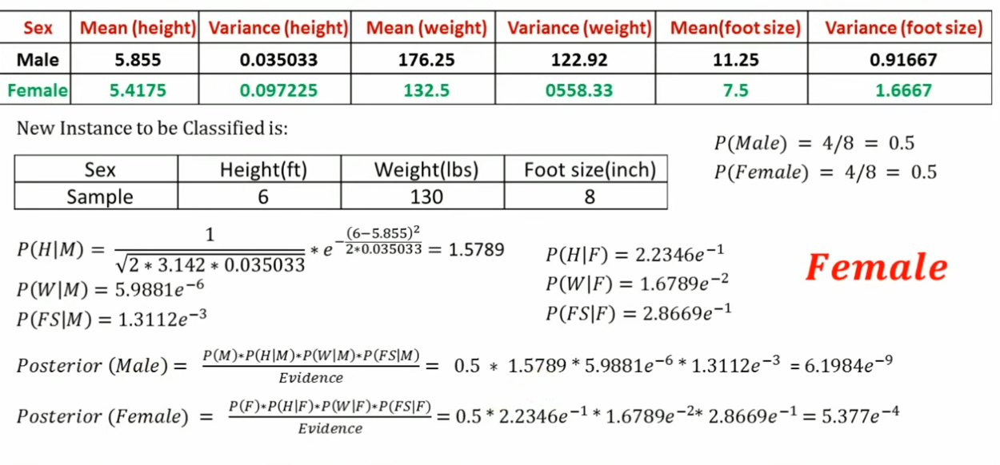 Sex Mean (height) Variance (height) Mean (weight) Variance (weight) Mean(foot size) Variance (foot size)
Male 5.855 0.035033 176.25 122.92 11.25 0.91667
Female 5.4175 0.097225 132.5 0558.33 7.5 1.6667
New Instance to be Classified is:
P(Male) = 4/8 = 0.5
P(Female) = 4/8 = 0.5
Sex Height(ft) Weight(lbs) Foot size(inch)
Sample 6 130 8
P(H|M) = 1/√(2 * 3.142 * 0.035033) * e^−(6−5.855)²/(2*0.035033) = 1.5789
P(W|M) = 5.9881e⁻⁶
P(FS|M) = 1.3112e⁻³
P(H|F) = 2.2346e⁻¹
P(W|F) = 1.6789e⁻²
P(FS|F) = 2.8669e⁻¹
Female
Posterior (Male) = P(M)*P(H|M)*P(W|M)*P(FS|M)/Evidence = 0.5 * 1.5789 * 5.9881e⁻⁶ * 1.3112e⁻³ = 6.1984e⁻⁹
Posterior (Female) = P(F)*P(H|F)*P(W|F)*P(FS|F)/Evidence = 0.5 * 2.2346e⁻¹ * 1.6789e⁻²* 2.8669e⁻¹ = 5.377e⁻⁴